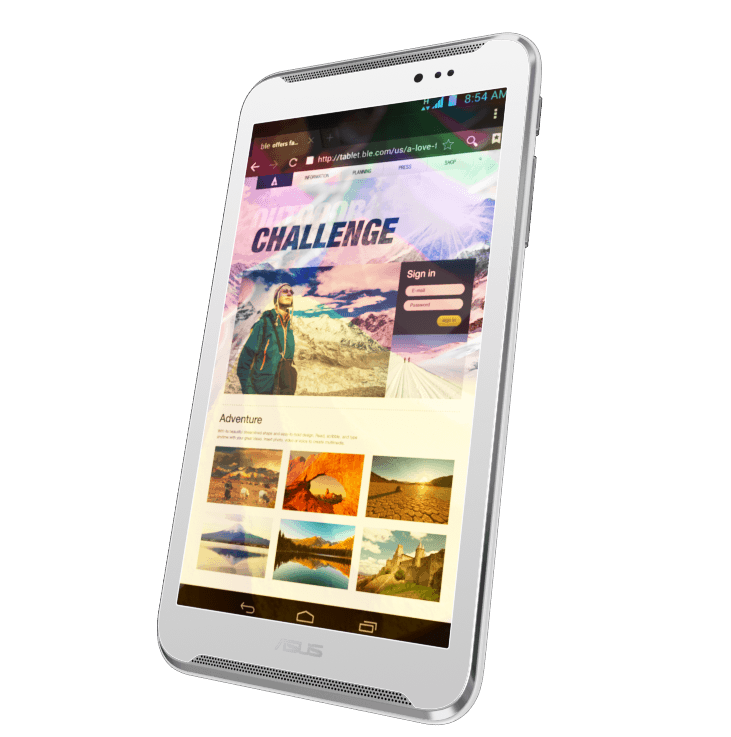 H 8:54 AM
ble offers fa..
http://tablet.ble.com/us/a-love-!
INFORMATION PLANNING PRESS SHOP
OUTDOOR
CHALLENGE
Sign in
E-mail
Password
Sign In
Adventure
ASUS